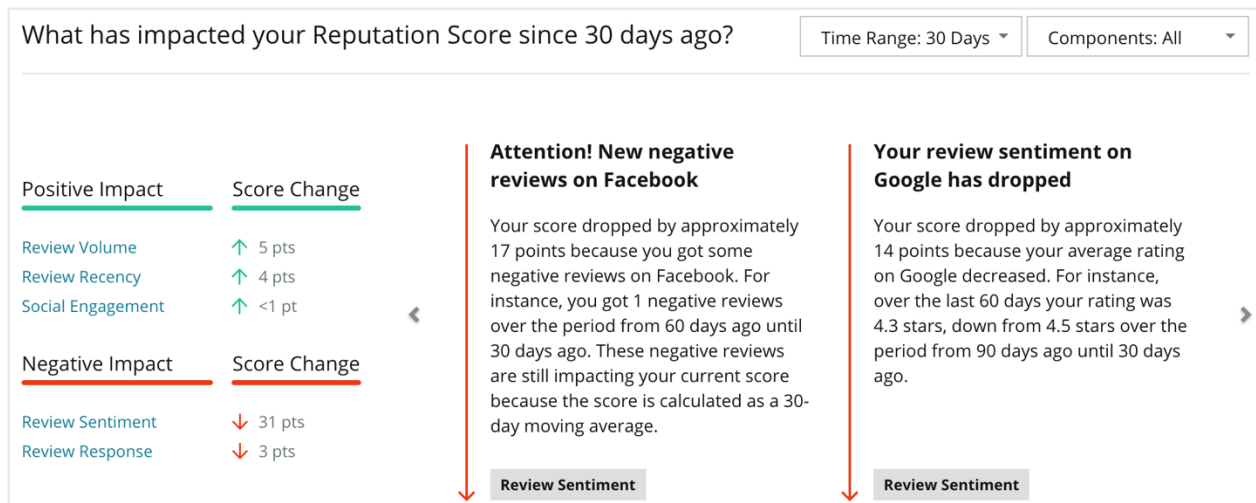 What has impacted your Reputation Score since 30 days ago?
Time Range: 30 Days
Components: All
Positive Impact Score Change
Review Volume ↑ 5 pts
Review Recency ↑ 4 pts
Social Engagement ↑ <1 pt
Negative Impact Score Change
Review Sentiment ↓ 31 pts
Review Response ↓ 3 pts
Attention! New negative
reviews on Facebook
Your score dropped by approximately
17 points because you got some
negative reviews on Facebook. For
instance, you got 1 negative reviews
over the period from 60 days ago until
30 days ago. These negative reviews
are still impacting your current score
because the score is calculated as a 30-
day moving average.
Review Sentiment
Your review sentiment on
Google has dropped
Your score dropped by approximately
14 points because your average rating
on Google decreased. For instance,
over the last 60 days your rating was
4.3 stars, down from 4.5 stars over the
period from 90 days ago until 30 days
ago.
Review Sentiment